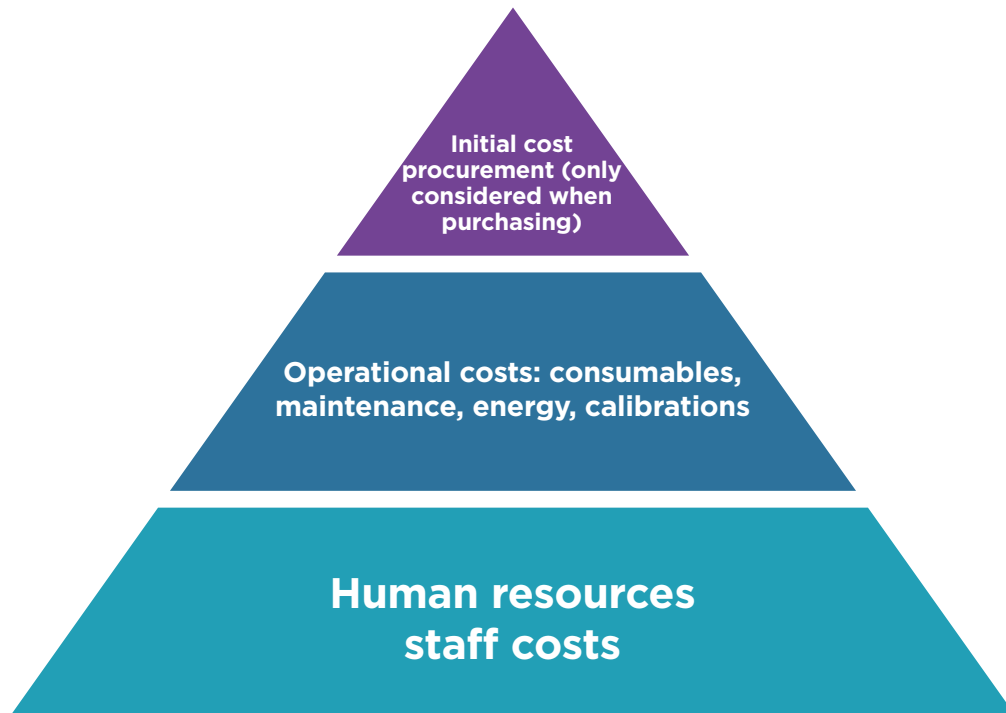 Initial cost
procurement (only
considered when
purchasing)
Operational costs: consumables,
maintenance, energy, calibrations
Human resources
staff costs